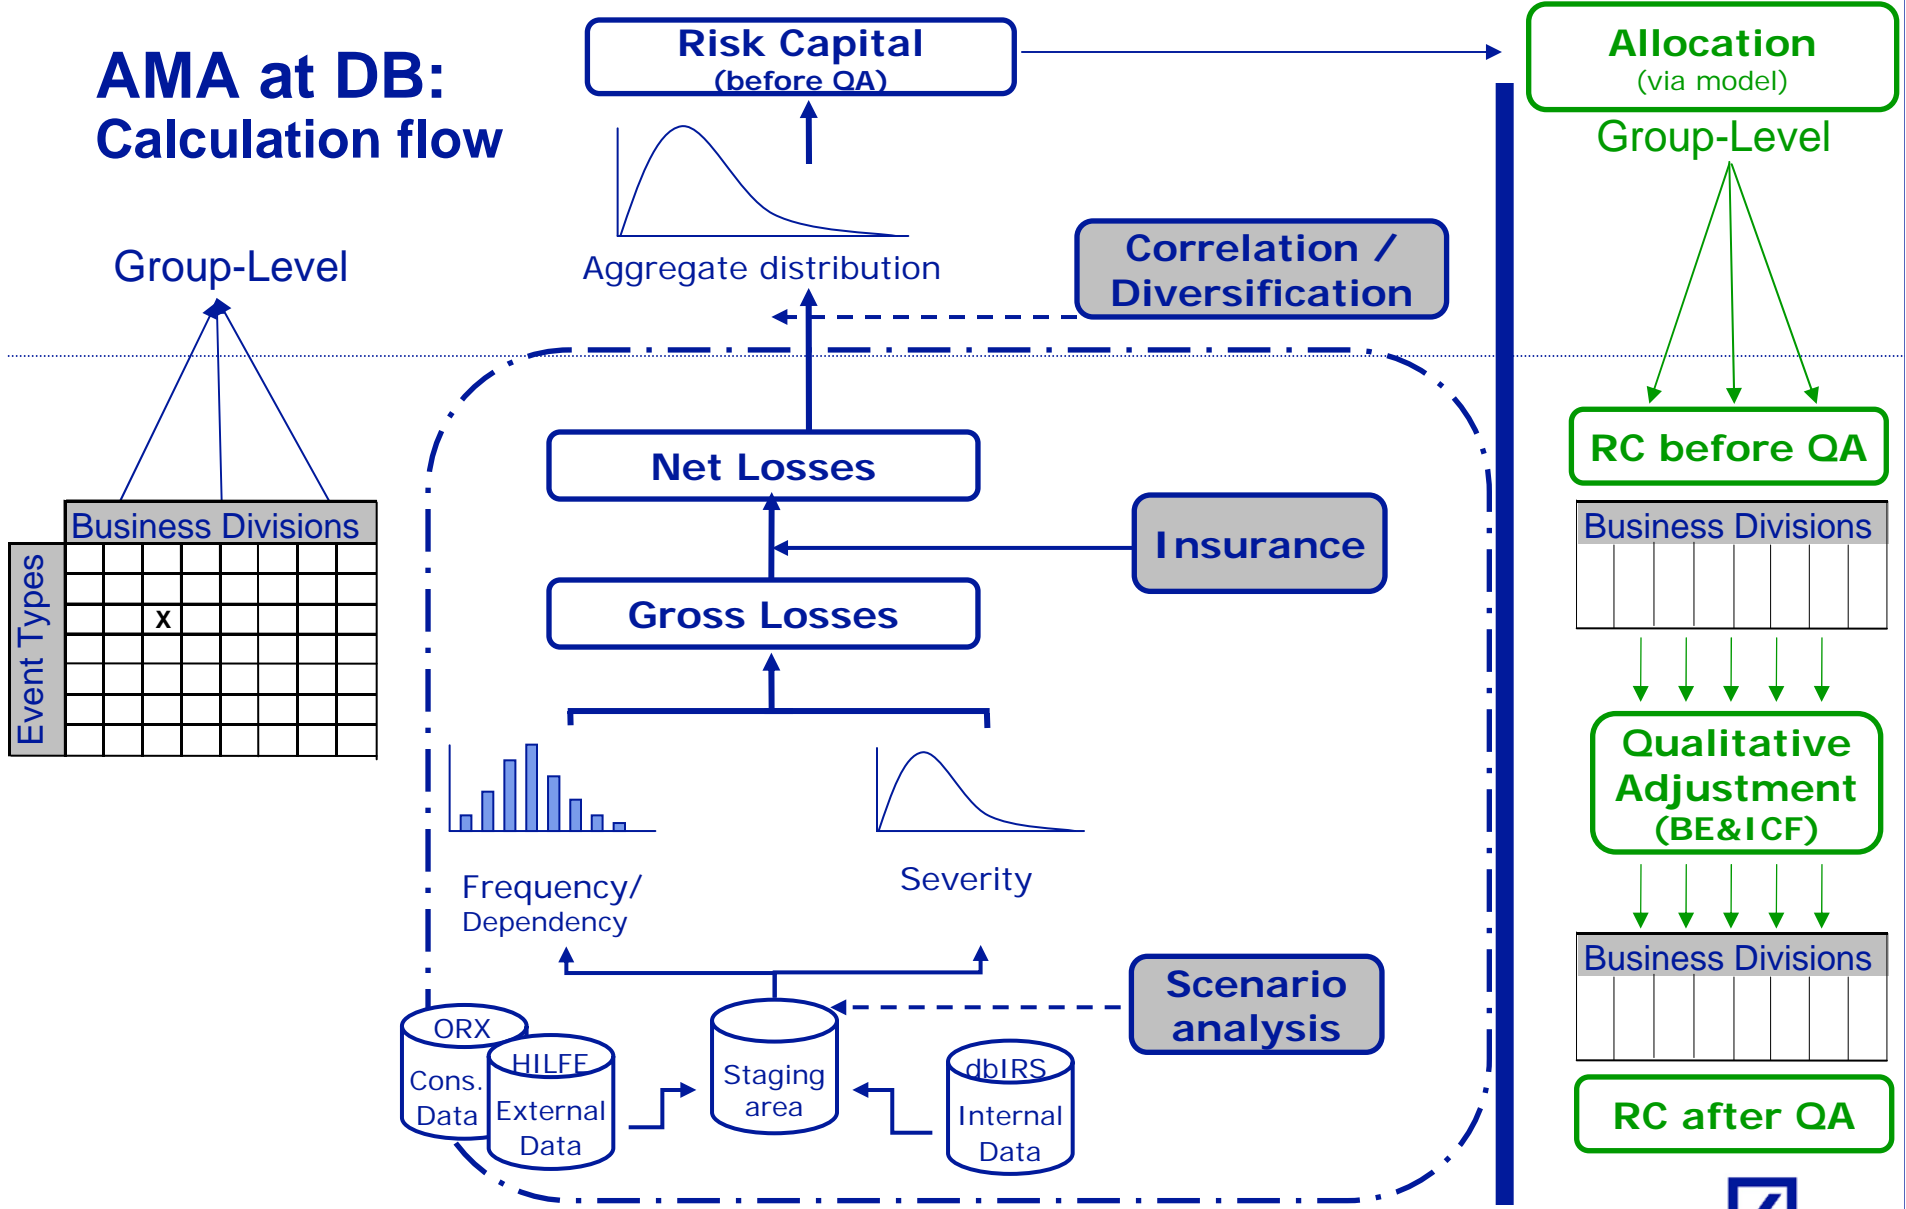 AMA at DB:
Calculation flow
Risk Capital
(before QA)
Allocation
(via model)
Group-Level
Group-Level
Aggregate distribution
Correlation /
Diversification
Net Losses
RC before QA
Business Divisions
Event Types
X
Insurance
Business Divisions
Gross Losses
Qualitative
Adjustment
(BE&ICF)
Frequency/
Dependency
Severity
Business Divisions
Scenario
analysis
ORX
Cons.
Data
HILFE
External
Data
Staging
area
dbIRS
Internal
Data
RC after QA